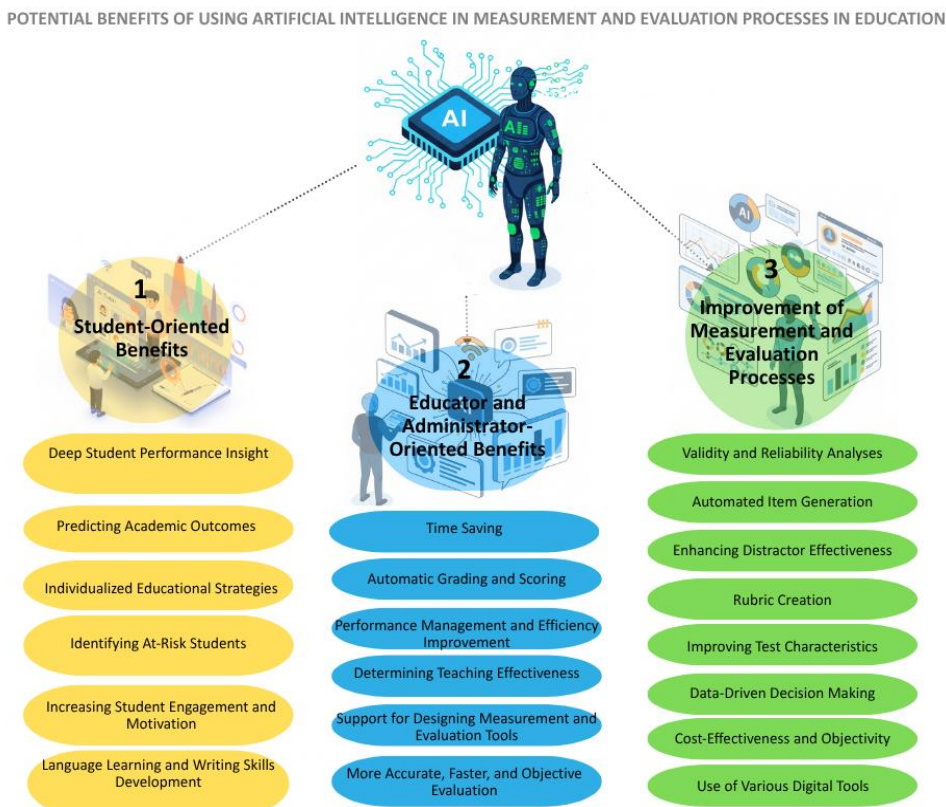 POTENTIAL BENEFITS OF USING ARTIFICIAL INTELLIGENCE IN MEASUREMENT AND EVALUATION PROCESSES IN EDUCATION
AI
AI
AI
1
Student-Oriented
Benefits
Deep Student Performance Insight
Predicting Academic Outcomes
Individualized Educational Strategies
Identifying At-Risk Students
Increasing Student Engagement and
Motivation
Language Learning and Writing Skills
Development
2
Educator and
Administrator-
Oriented Benefits
Time Saving
Automatic Grading and Scoring
Performance Management and Efficiency
Improvement
Determining Teaching Effectiveness
Support for Designing Measurement and
Evaluation Tools
More Accurate, Faster, and Objective
Evaluation
3
Improvement of
Measurement and
Evaluation
Processes
Validity and Reliability Analyses
Automated Item Generation
Enhancing Distractor Effectiveness
Rubric Creation
Improving Test Characteristics
Data-Driven Decision Making
Cost-Effectiveness and Objectivity
Use of Various Digital Tools